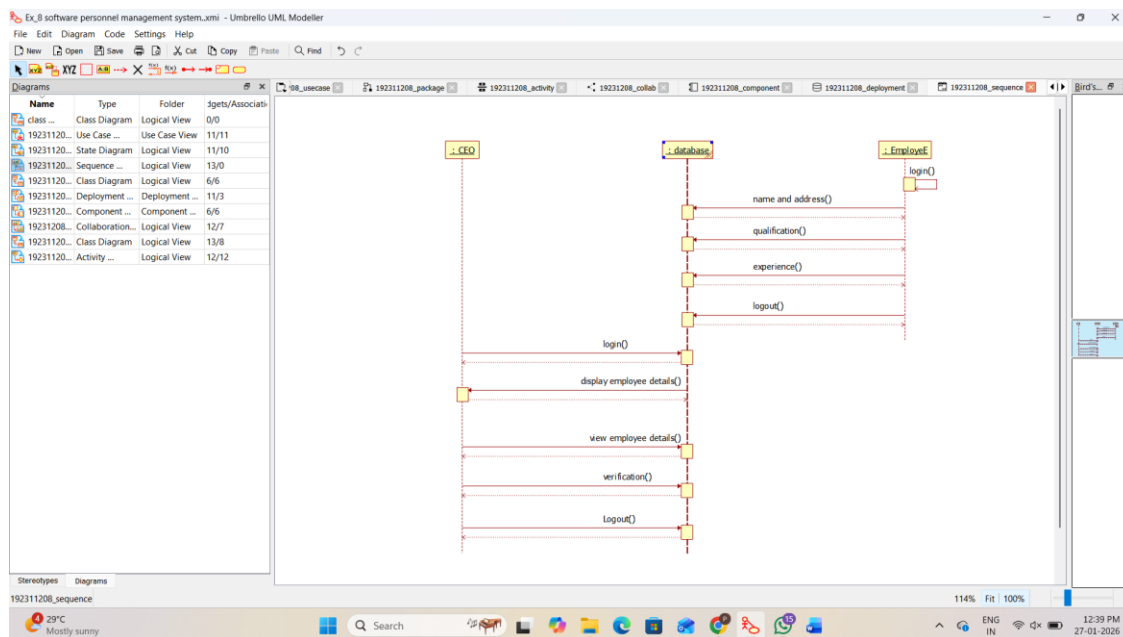 Ex_8 software personnel management system..xmi - Umbrello UML Modeller
File Edit Diagram Code Settings Help
New Open Save Cut Copy Paste Find
XYZ XYZ A:B f(x) f(x)
Diagrams
Name Type Folder
class ... Class Diagram Logical View 0/0
19231120... Use Case ... Use Case View 11/11
19231120... State Diagram Logical View 11/10
19231120... Sequence ... Logical View 13/0
19231120... Class Diagram Logical View 6/6
19231120... Deployment ... Deployment ... 11/3
19231120... Component ... Component ... 6/6
19231208... Collaboration... Logical View 12/7
19231120... Class Diagram Logical View 13/8
19231120... Activity ... Logical View 12/12
Stereotypes Diagrams
08_usecase 192311208_package 192311208_activity 192311208_collab 192311208_component 192311208_deployment 192311208_sequence
Bird's...
: CEO : database : EmployeE
login()
name and address()
qualification()
experience()
logout()
login()
display employee details()
view employee details()
verification()
Logout()
192311208_sequence
114% Fit 100%
4
29°C
Mostly sunny
Search
15
ENG
IN
12:39 PM
27-01-2026